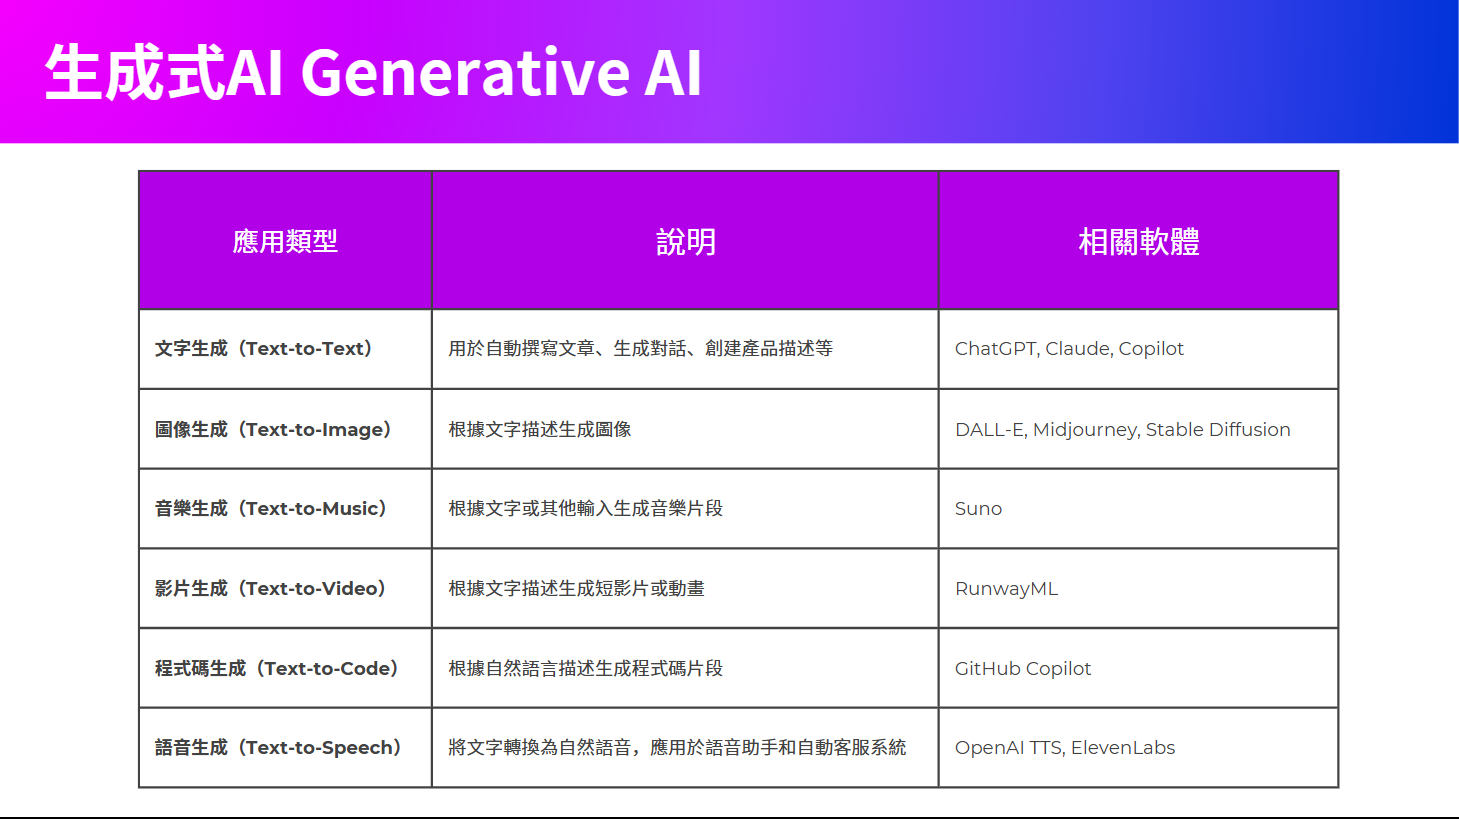 生成式AI Generative AI
應用類型
說明
相關軟體
文字生成（Text-to-Text）
用於自動撰寫文章、生成對話、創建產品描述等
ChatGPT, Claude, Copilot
圖像生成（Text-to-Image）
根據文字描述生成圖像
DALL-E, Midjourney, Stable Diffusion
音樂生成（Text-to-Music）
根據文字或其他輸入生成音樂片段
Suno
影片生成（Text-to-Video）
根據文字描述生成短影片或動畫
RunwayML
程式碼生成（Text-to-Code）
根據自然語言描述生成程式碼片段
GitHub Copilot
語音生成（Text-to-Speech）
將文字轉換為自然語音，應用於語音助手和自動客服系統
OpenAI TTS, ElevenLabs